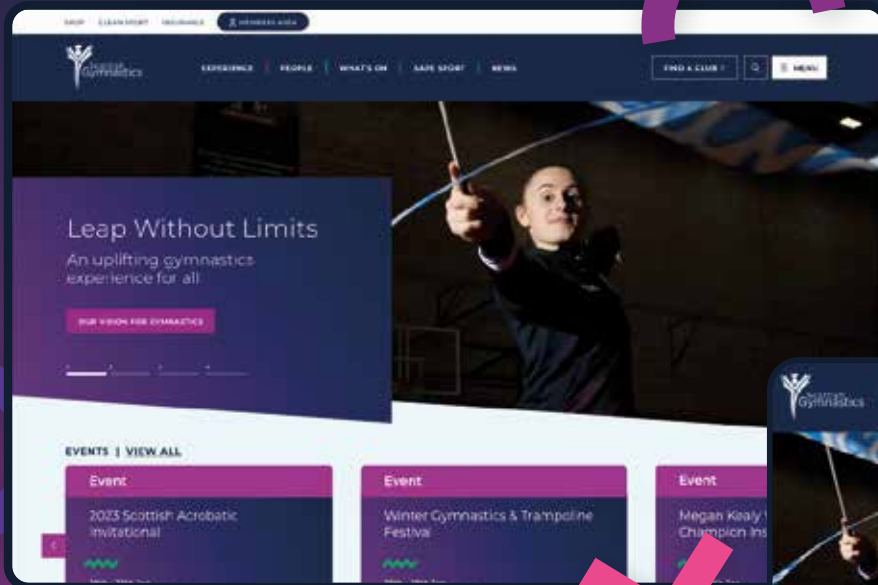 SHOP CLEAN SPORT INSURANCE MEMBERS AREA
Scottish
Gymnastics
EXPERIENCE | PEOPLE | WHAT'S ON | SAFE SPORT | NEWS
FIND A CLUB
MENU
Leap Without Limits
An uplifting gymnastics
experience for all
OUR VISION FOR GYMNASTICS
EVENTS | VIEW ALL
Event
2023 Scottish Acrobatic
Invitational
Event
Winter Gymnastics & Trampoline
Festival
Event
Megan Kealy
Champion Ins
Scottish
Gymnastics